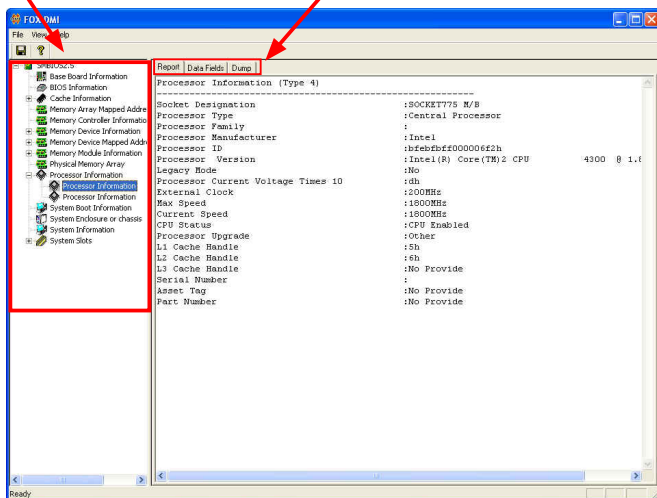 FOX DMI
File View Help
Report Data Fields Dump
SMBIOS2.5
Base Board Information
BIOS Information
Cache Information
Memory Array Mapped Addre
Memory Controller Informatio
Memory Device Information
Memory Device Mapped Addr
Memory Module Information
Physical Memory Array
Processor Information
Processor Information
Processor Information
System Boot Information
System Enclosure or chassis
System Information
System Slots
Processor Information (Type 4)
Socket Designation :SOCKET775 M/B
Processor Type :Central Processor
Processor Family :
Processor Manufacturer :Intel
Processor ID :bfebfbff000006f2h
Processor Version :Intel(R) Core(TM)2 CPU 4300 @ 1.8
Legacy Mode :No
Processor Current Voltage Times 10 :dh
External Clock :200MHz
Max Speed :1800MHz
Current Speed :1800MHz
CPU Status :CPU Enabled
Processor Upgrade :Other
L1 Cache Handle :5h
L2 Cache Handle :6h
L3 Cache Handle :No Provide
Serial Number :
Asset Tag :No Provide
Part Number :No Provide
Ready